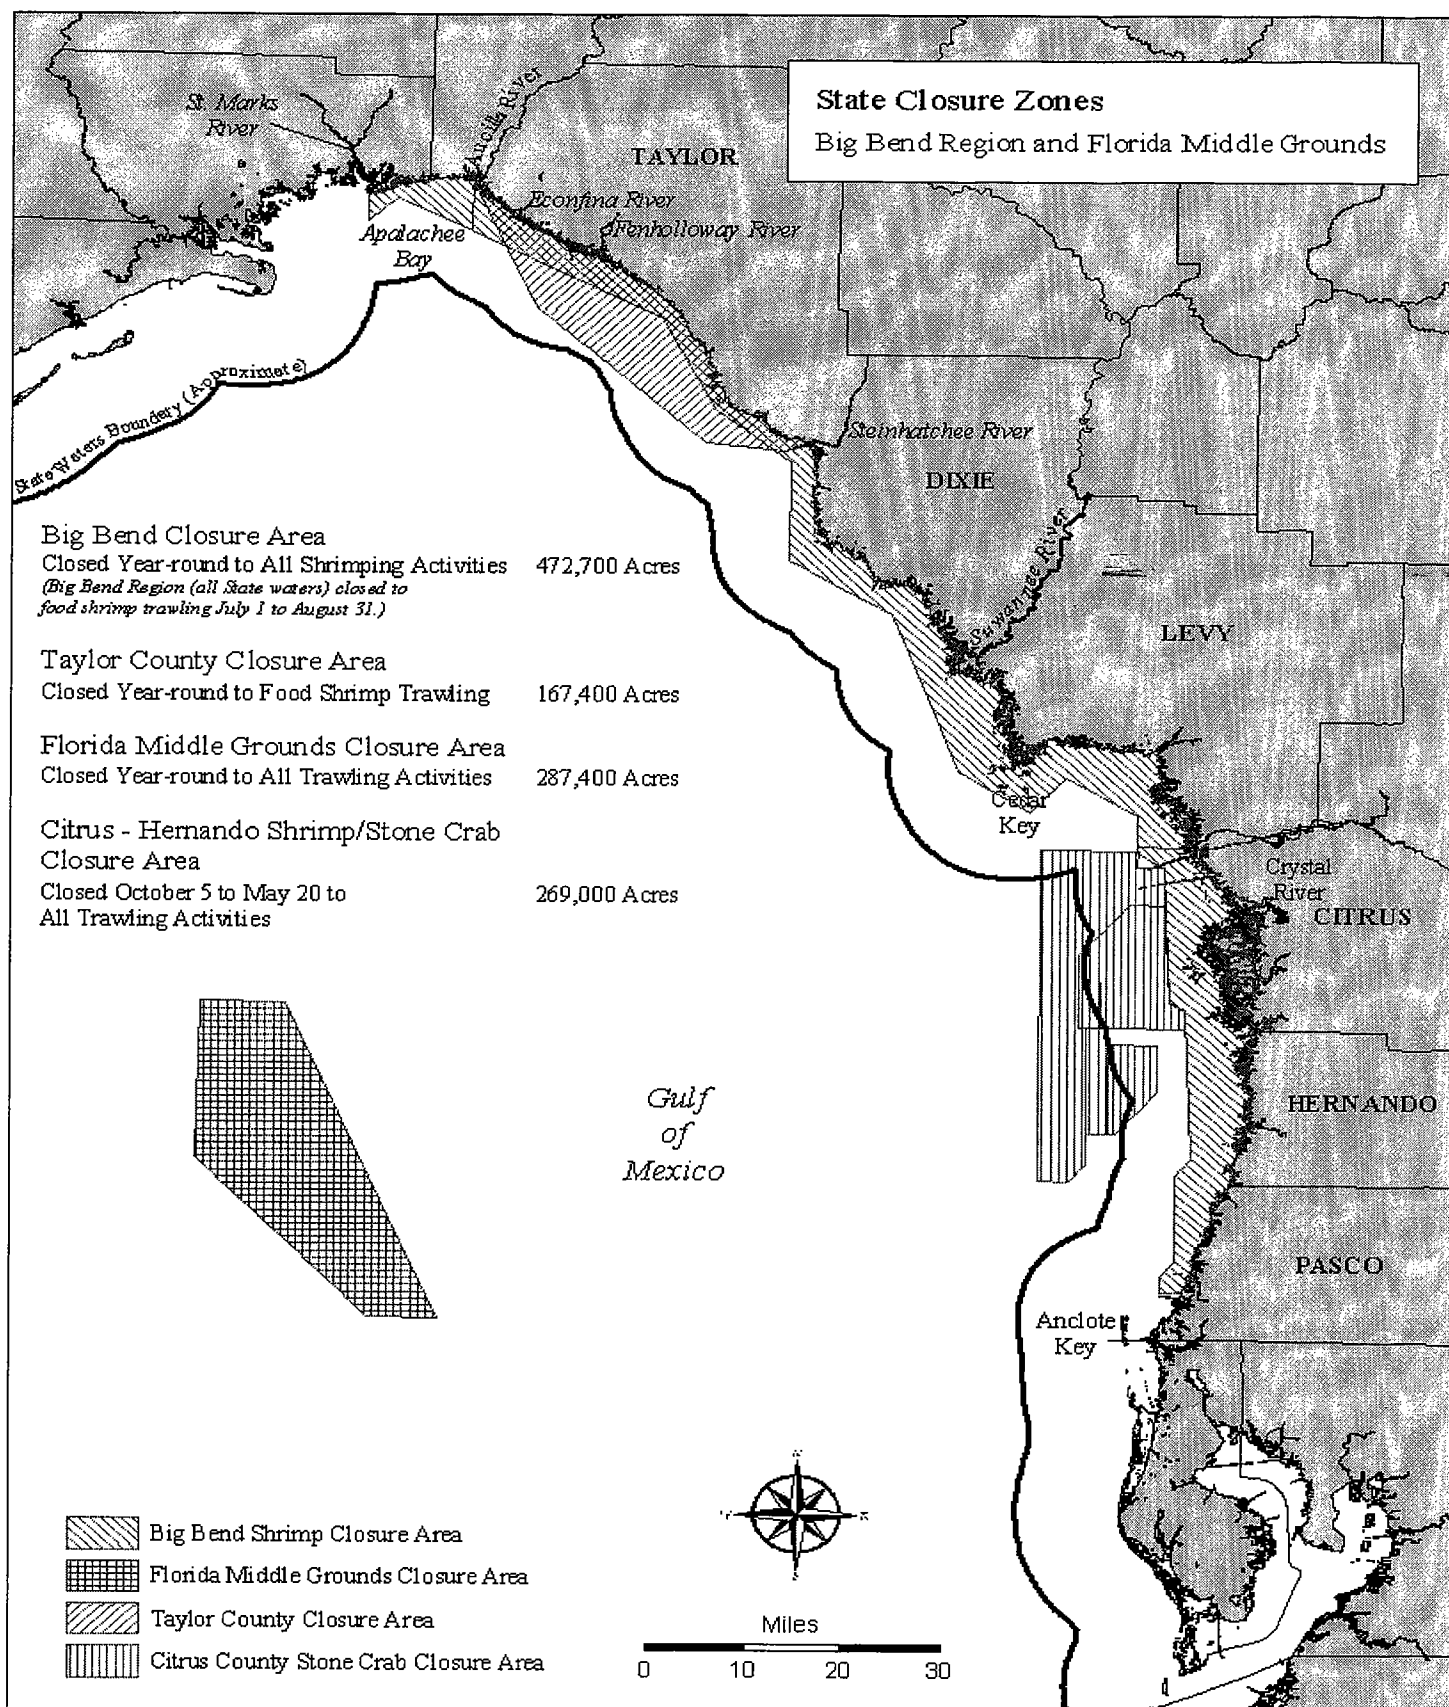 State Closure Zones
Big Bend Region and Florida Middle Grounds
St. Marks
River
Aucilla River
TAYLOR
Econfina River
Fenholloway River
Apalachee
Bay
State Waters Boundary (Approximate)
Steinhatchee River
DIXIE
Suwannee River
LEVY
Big Bend Closure Area
Closed Year-round to All Shrimping Activities 472,700 Acres
(Big Bend Region (all State waters) closed to
food shrimp trawling July 1 to August 31.)
Taylor County Closure Area
Closed Year-round to Food Shrimp Trawling 167,400 Acres
Florida Middle Grounds Closure Area
Closed Year-round to All Trawling Activities 287,400 Acres
Citrus - Hernando Shrimp/Stone Crab
Closure Area
Closed October 5 to May 20 to 269,000 Acres
All Trawling Activities
Cedar
Key
Crystal
River
CITRUS
Gulf
of
Mexico
HERNANDO
PASCO
Anclote
Key
Big Bend Shrimp Closure Area
Florida Middle Grounds Closure Area
Taylor County Closure Area
Citrus County Stone Crab Closure Area
Miles
0 10 20 30